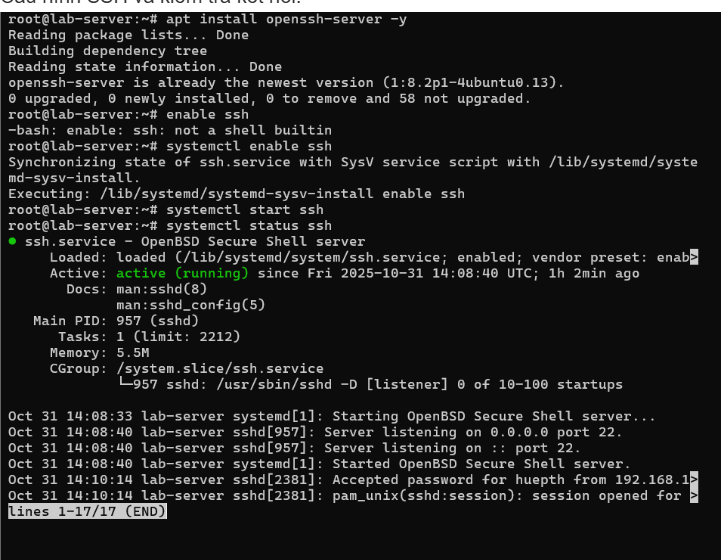 Cấu hình SSH và kiểm tra kết nối.
root@lab-server:~# apt install openssh-server -y
Reading package lists... Done
Building dependency tree
Reading state information... Done
openssh-server is already the newest version (1:8.2p1-4ubuntu0.13).
0 upgraded, 0 newly installed, 0 to remove and 58 not upgraded.
root@lab-server:~# enable ssh
-bash: enable: ssh: not a shell builtin
root@lab-server:~# systemctl enable ssh
Synchronizing state of ssh.service with SysV service script with /lib/systemd/syste
md-sysv-install.
Executing: /lib/systemd/systemd-sysv-install enable ssh
root@lab-server:~# systemctl start ssh
root@lab-server:~# systemctl status ssh
● ssh.service - OpenBSD Secure Shell server
Loaded: loaded (/lib/systemd/system/ssh.service; enabled; vendor preset: enab>
Active: active (running) since Fri 2025-10-31 14:08:40 UTC; 1h 2min ago
Docs: man:sshd(8)
man:sshd_config(5)
Main PID: 957 (sshd)
Tasks: 1 (limit: 2212)
Memory: 5.5M
CGroup: /system.slice/ssh.service
└─957 sshd: /usr/sbin/sshd -D [listener] 0 of 10-100 startups
Oct 31 14:08:33 lab-server systemd[1]: Starting OpenBSD Secure Shell server...
Oct 31 14:08:40 lab-server sshd[957]: Server listening on 0.0.0.0 port 22.
Oct 31 14:08:40 lab-server sshd[957]: Server listening on :: port 22.
Oct 31 14:08:40 lab-server systemd[1]: Started OpenBSD Secure Shell server.
Oct 31 14:10:14 lab-server sshd[2381]: Accepted password for huepth from 192.168.1>
Oct 31 14:10:14 lab-server sshd[2381]: pam_unix(sshd:session): session opened for >
lines 1-17/17 (END)